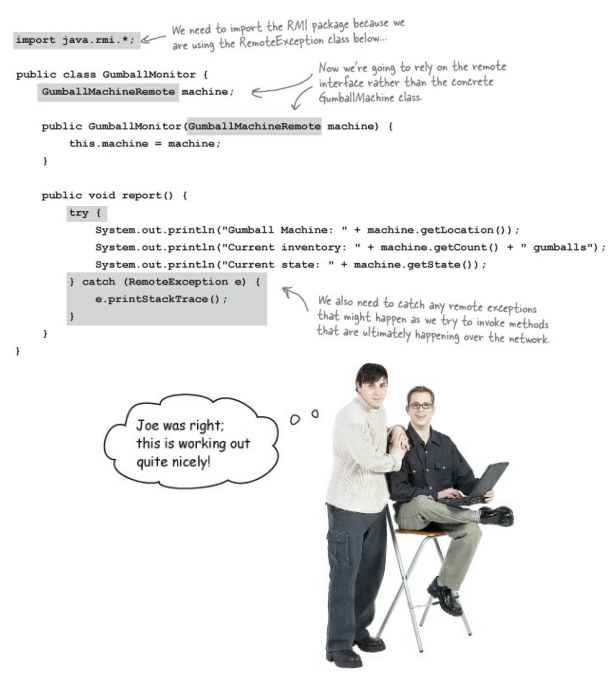 import java.rmi.*;
We need to import the RMI package because we
are using the RemoteException class below...
public class GumballMonitor {
GumballMachineRemote machine;
Now we're going to rely on the remote
interface rather than the concrete
GumballMachine class.
public GumballMonitor(GumballMachineRemote machine) {
this.machine = machine;
}
public void report() {
try {
System.out.println("Gumball Machine: " + machine.getLocation());
System.out.println("Current inventory: " + machine.getCount() + " gumballs");
System.out.println("Current state: " + machine.getState());
} catch (RemoteException e) {
e.printStackTrace();
}
We also need to catch any remote exceptions
that might happen as we try to invoke methods
that are ultimately happening over the network.
}
}
Joe was right;
this is working out
quite nicely!